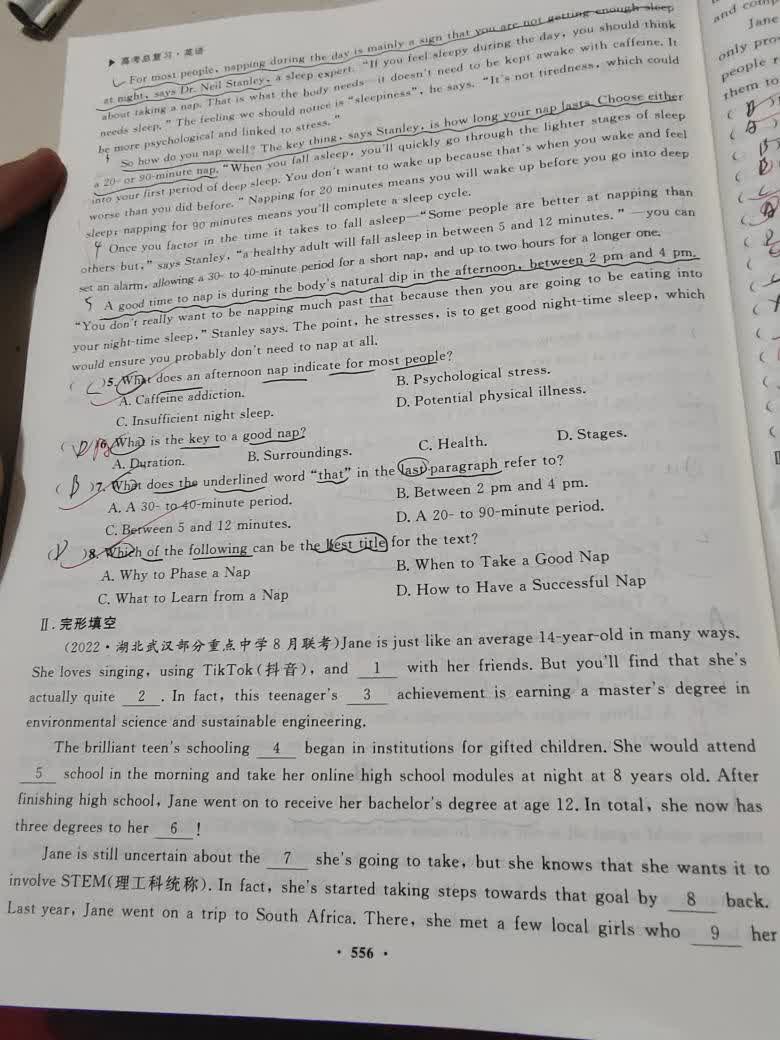 ▶ 高考总复习·英语
For most people, napping during the day is mainly a sign that you are not getting enough sleep
at night, says Dr. Neil Stanley, a sleep expert. “If you feel sleepy during the day, you should think
about taking a nap. That is what the body needs—it doesn't need to be kept awake with caffeine. It
needs sleep.” The feeling we should notice is “sleepiness”, he says. “It's not tiredness, which could
be more psychological and linked to stress.”
So how do you nap well? The key thing, says Stanley, is how long your nap lasts. Choose either
a 20- or 90-minute nap. “When you fall asleep, you'll quickly go through the lighter stages of sleep
into your first period of deep sleep. You don't want to wake up because that's when you wake and feel
worse than you did before.” Napping for 20 minutes means you will wake up before you go into deep
sleep; napping for 90 minutes means you'll complete a sleep cycle.
4 Once you factor in the time it takes to fall asleep—“Some people are better at napping than
others but,” says Stanley, “a healthy adult will fall asleep in between 5 and 12 minutes.”—you can
set an alarm, allowing a 30- to 40-minute period for a short nap, and up to two hours for a longer one.
5 A good time to nap is during the body's natural dip in the afternoon, between 2 pm and 4 pm.
“You don't really want to be napping much past that because then you are going to be eating into
your night-time sleep,” Stanley says. The point, he stresses, is to get good night-time sleep, which
would ensure you probably don't need to nap at all.
( C )5. What does an afternoon nap indicate for most people?
A. Caffeine addiction.
B. Psychological stress.
C. Insufficient night sleep.
D. Potential physical illness.
( D )6. What is the key to a good nap?
A. Duration.
B. Surroundings.
C. Health.
D. Stages.
( B )7. What does the underlined word “that” in the last paragraph refer to?
A. A 30- to 40-minute period.
B. Between 2 pm and 4 pm.
C. Between 5 and 12 minutes.
D. A 20- to 90-minute period.
( D )8. Which of the following can be the best title for the text?
A. Why to Phase a Nap
B. When to Take a Good Nap
C. What to Learn from a Nap
D. How to Have a Successful Nap
Ⅱ. 完形填空
(2022·湖北武汉部分重点中学8月联考)Jane is just like an average 14-year-old in many ways.
She loves singing, using TikTok(抖音), and 1 with her friends. But you'll find that she's
actually quite 2 . In fact, this teenager's 3 achievement is earning a master's degree in
environmental science and sustainable engineering.
The brilliant teen's schooling 4 began in institutions for gifted children. She would attend
5 school in the morning and take her online high school modules at night at 8 years old. After
finishing high school, Jane went on to receive her bachelor's degree at age 12. In total, she now has
three degrees to her 6 !
Jane is still uncertain about the 7 she's going to take, but she knows that she wants it to
involve STEM(理工科统称). In fact, she's started taking steps towards that goal by 8 back.
Last year, Jane went on a trip to South Africa. There, she met a few local girls who 9 her
· 556 ·
Jane
only
people
them to